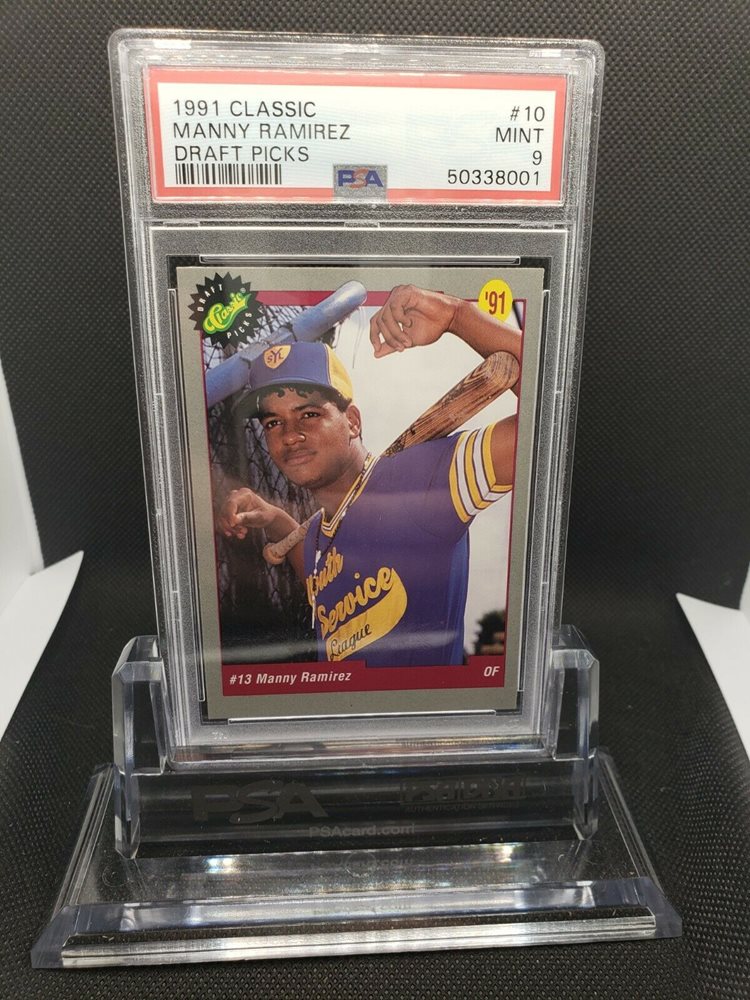 1991 CLASSIC #10
MANNY RAMIREZ MINT
DRAFT PICKS 9
PSA 50338001
DRAFT
Classic
PICKS
'91
SYL
Youth
Service
League
#13 Manny Ramirez OF
PSA
PSAcard.com